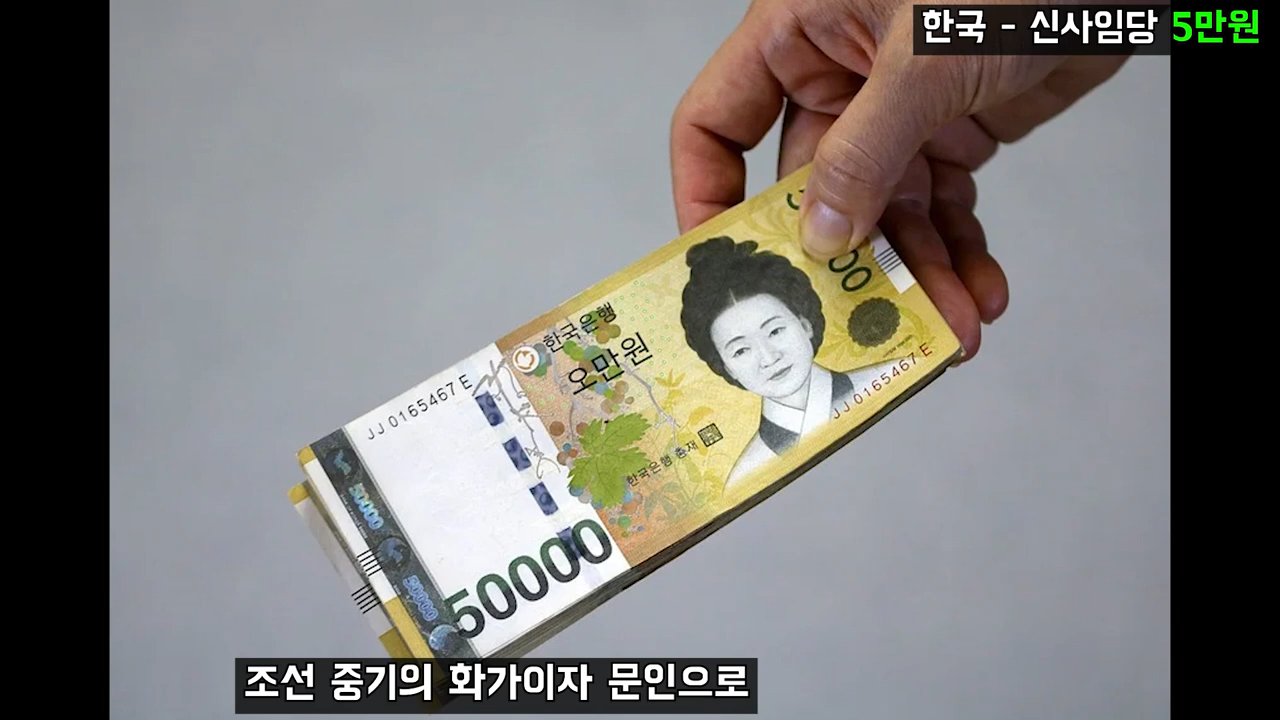 한국 - 신사임당 5만원
한국은행
오만원
JJ 0165467 E
한국은행 총재
JJ 0165467 E
50000
50000
50000
조선 중기의 화가이자 문인으로